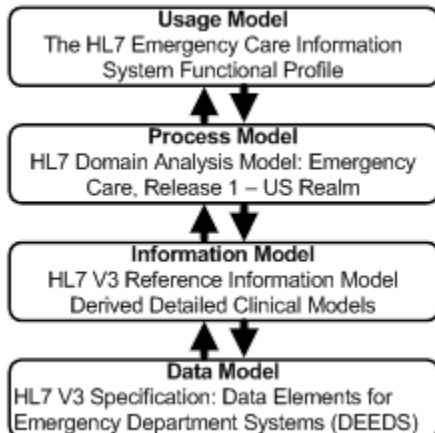 Usage Model
The HL7 Emergency Care Information
System Functional Profile
Process Model
HL7 Domain Analysis Model: Emergency
Care, Release 1 – US Realm
Information Model
HL7 V3 Reference Information Model
Derived Detailed Clinical Models
Data Model
HL7 V3 Specification: Data Elements for
Emergency Department Systems (DEEDS)